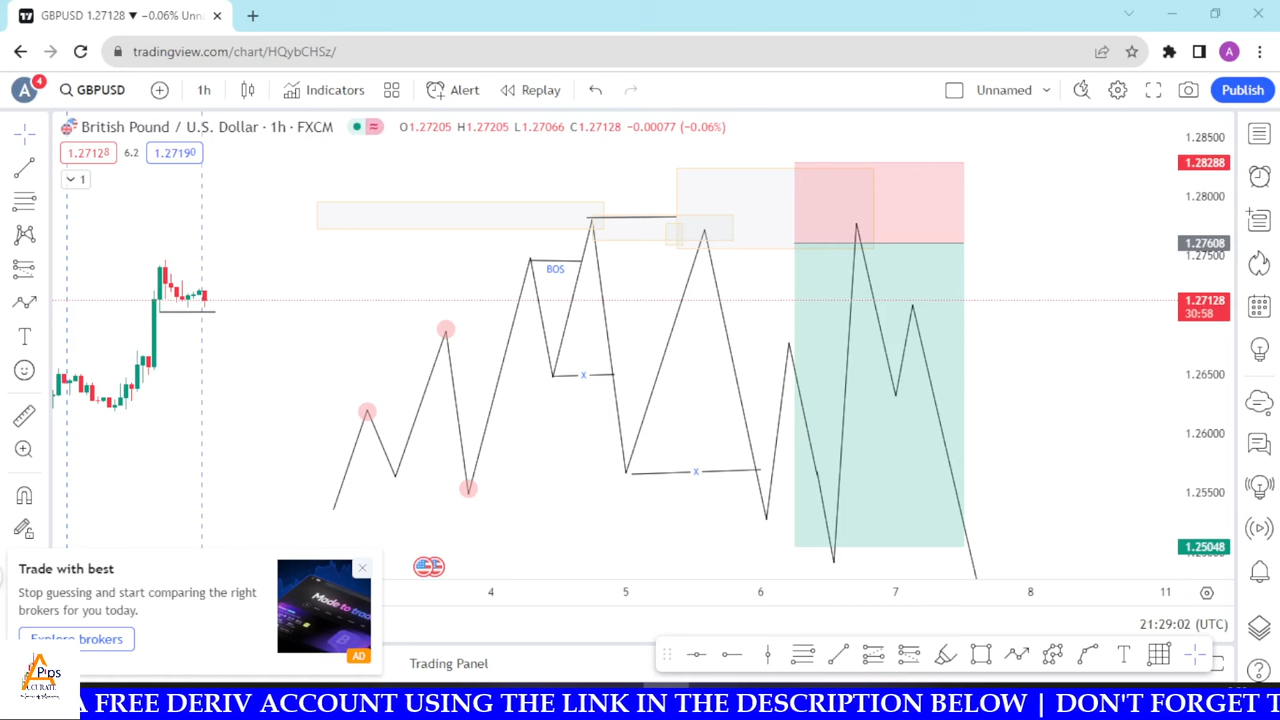 GBPUSD 1.27128 ▼ −0.06% Unn
tradingview.com/chart/HQybCHSz/
A
A
4
GBPUSD
1h
Indicators
Alert
Replay
Unnamed
Publish
British Pound / U.S. Dollar · 1h · FXCM
O1.27205 H1.27205 L1.27066 C1.27128 −0.00077 (−0.06%)
1.27128
6.2
1.27190
1
1.28500
1.28288
1.28000
1.27608
1.27500
1.27128
30:58
1.26500
1.26000
1.25500
1.25048
BOS
X
X
Trade with best
Stop guessing and start comparing the right
brokers for you today.
Explore brokers
Made to trad
AD
4
5
6
7
8
11
21:29:02 (UTC)
Trading Panel
Pips
CCURATE
A FREE DERIV ACCOUNT USING THE LINK IN THE DESCRIPTION BELOW | DON'T FORGET T